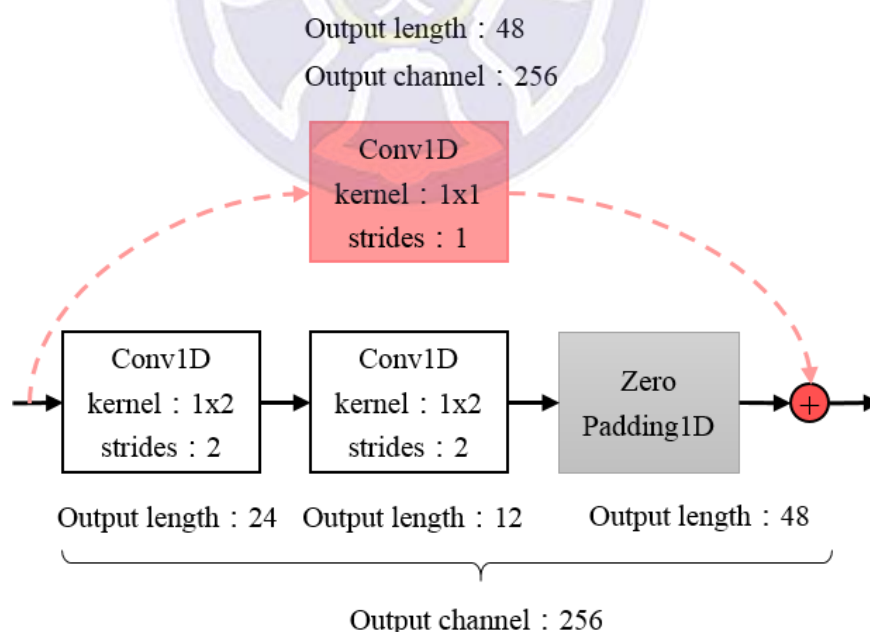 Output length：48
Output channel：256
Conv1D
kernel：1x1
strides：1
Conv1D
kernel：1x2
strides：2
Conv1D
kernel：1x2
strides：2
Zero
Padding1D
+
Output length：24
Output length：12
Output length：48
Output channel：256